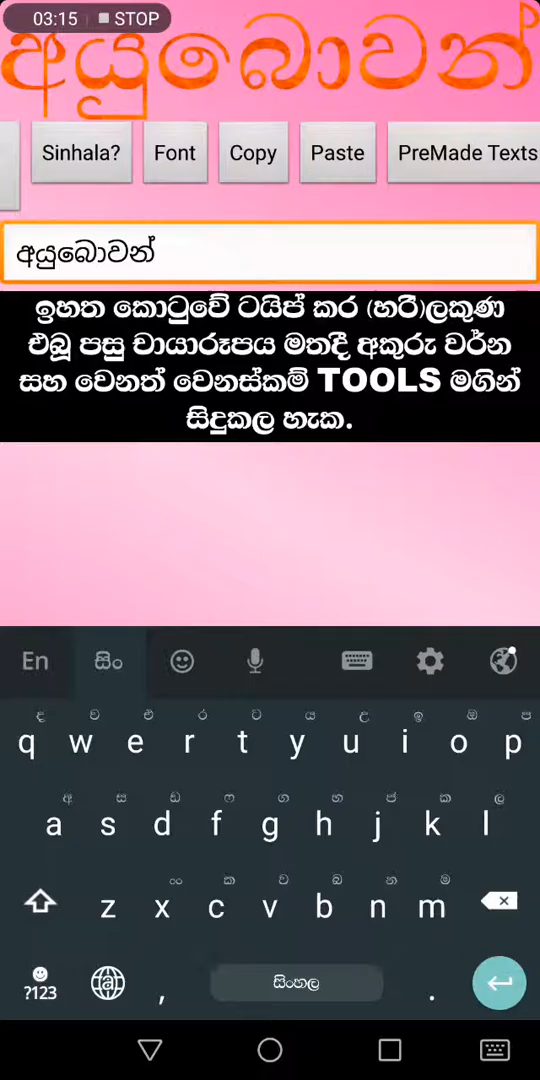 03:15 STOP
අයුබොවන්
Sinhala? Font Copy Paste PreMade Texts
අයුබොවන්
ඉහත කොටුවේ ටයිප් කර (හරි)ලකුණ
එබූ පසු චායාරූපය මතදී අකුරු වර්න
සහ වෙනත් වෙනස්කම් TOOLS මගින්
සිදුකල හැක.
En සිං
ද ව එ ර ට ය උ ඉ ඔ ප
q w e r t y u i o p
අ ස ඩ ෆ ග හ ජ ක ල
a s d f g h j k l
ක ව බ න ම
z x c v b n m
?123 , සිංහල .